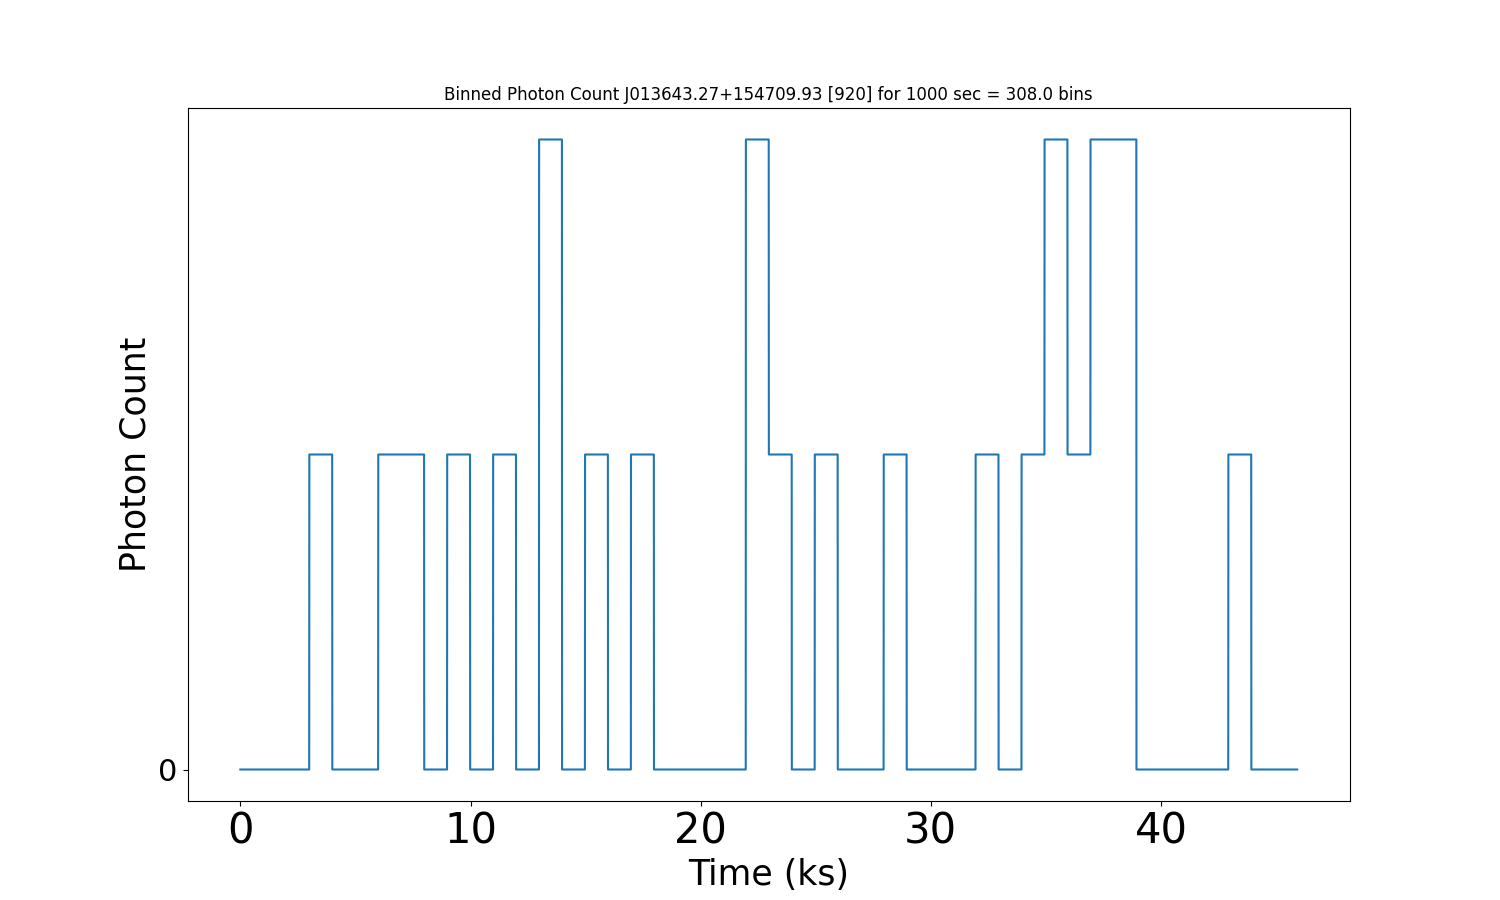 Binned Photon Count J013643.27+154709.93 [920] for 1000 sec = 308.0 bins
Photon Count
0
0 10 20 30 40
Time (ks)